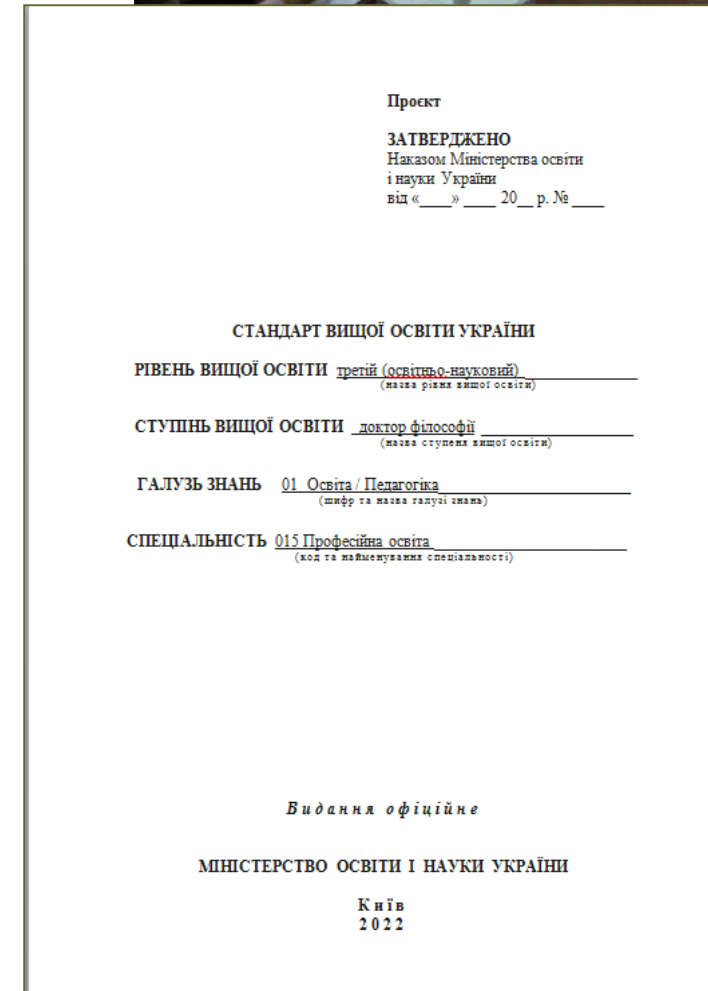 Проєкт
ЗАТВЕРДЖЕНО
Наказом Міністерства освіти
і науки України
від «____» ____ 20__ р. № ____
СТАНДАРТ ВИЩОЇ ОСВІТИ УКРАЇНИ
РІВЕНЬ ВИЩОЇ ОСВІТИ третій (освітньо-науковий)
(назва рівня вищої освіти)
СТУПІНЬ ВИЩОЇ ОСВІТИ доктор філософії
(назва ступеня вищої освіти)
ГАЛУЗЬ ЗНАНЬ 01 Освіта / Педагогіка
(шифр та назва галузі знань)
СПЕЦІАЛЬНІСТЬ 015 Професійна освіта
(код та найменування спеціальності)
Видання офіційне
МІНІСТЕРСТВО ОСВІТИ І НАУКИ УКРАЇНИ
Київ
2022